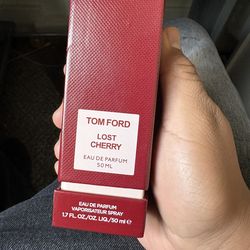 TOM FORD
LOST
CHERRY
EAU DE PARFUM
50 ML
EAU DE PARFUM
VAPORISATEUR SPRAY
1.7 FL.OZ./OZ. LIQ./50 ml e